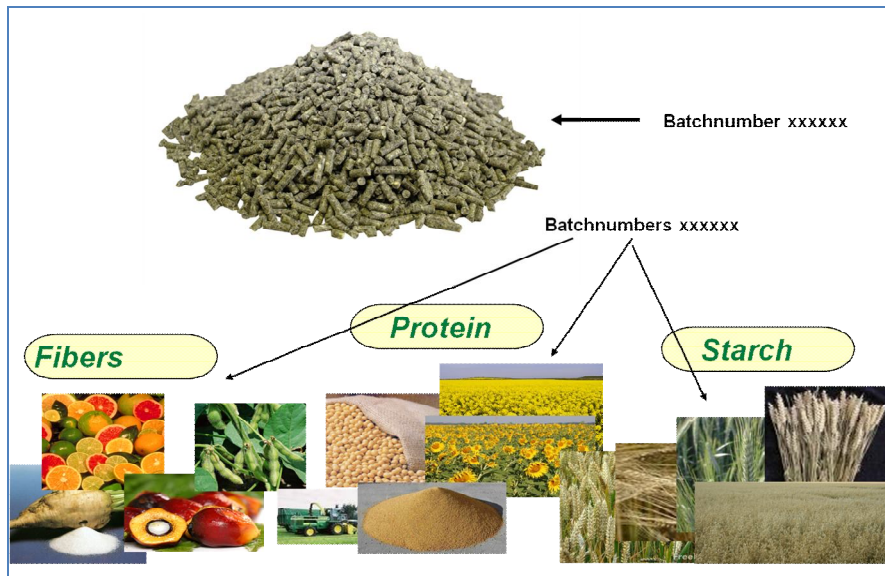 Batchnumber xxxxxx
Batchnumbers xxxxxx
Fibers
Protein
Starch